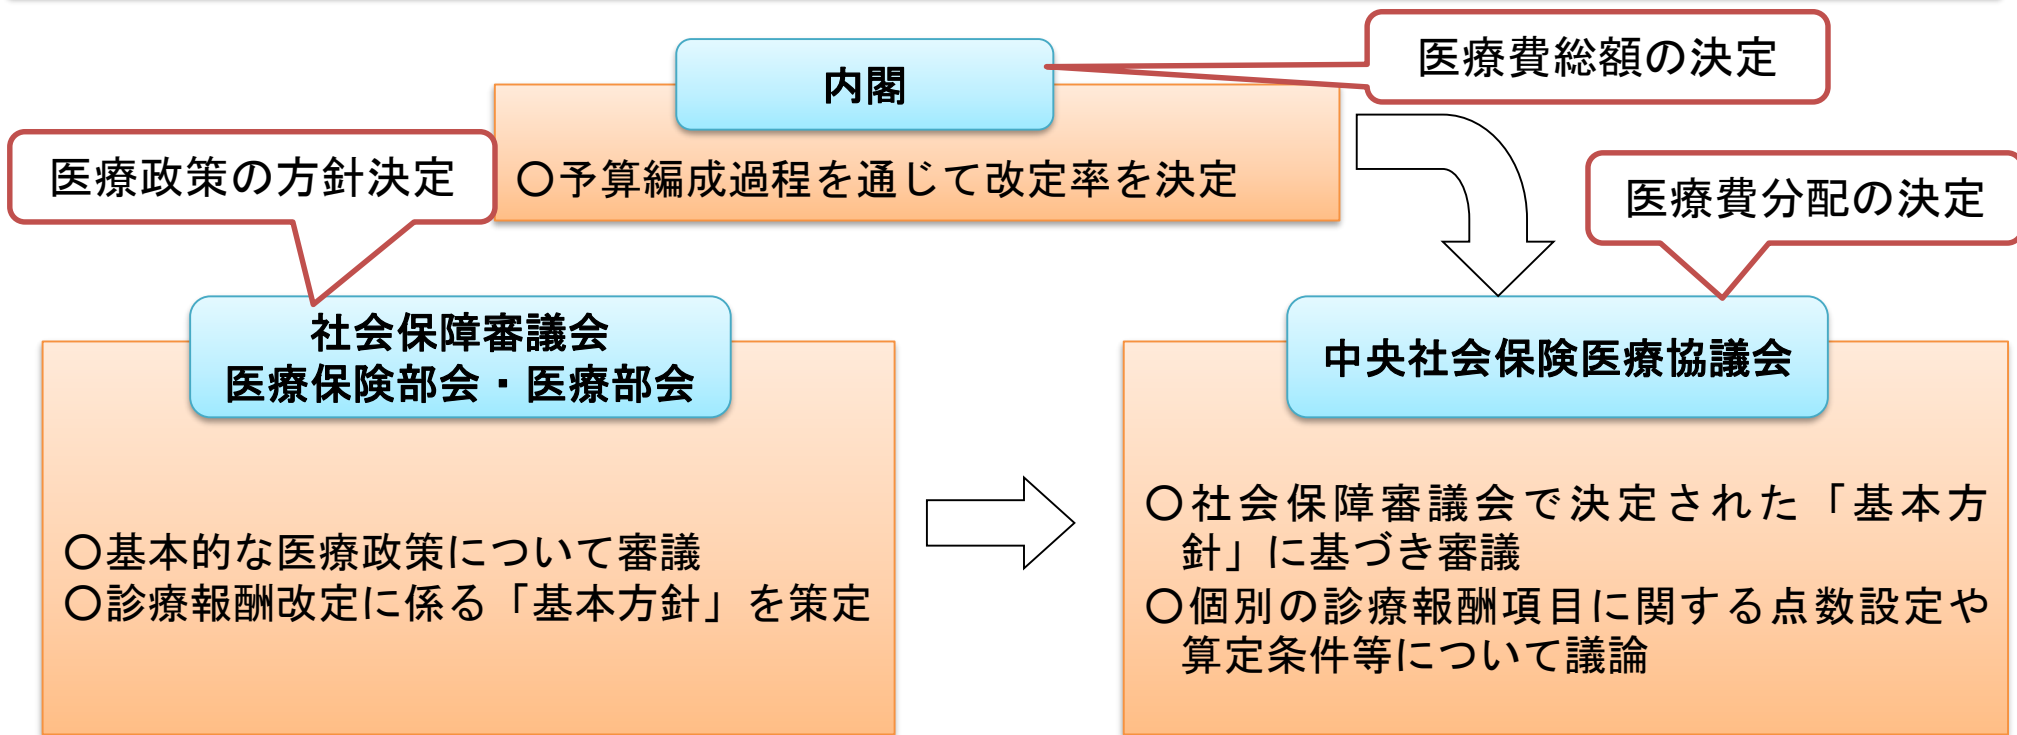 医療費総額の決定
内閣
医療政策の方針決定
〇予算編成過程を通じて改定率を決定
医療費分配の決定
社会保障審議会
医療保険部会・医療部会
〇基本的な医療政策について審議
〇診療報酬改定に係る「基本方針」を策定
中央社会保険医療協議会
〇社会保障審議会で決定された「基本方
針」に基づき審議
〇個別の診療報酬項目に関する点数設定や
算定条件等について議論